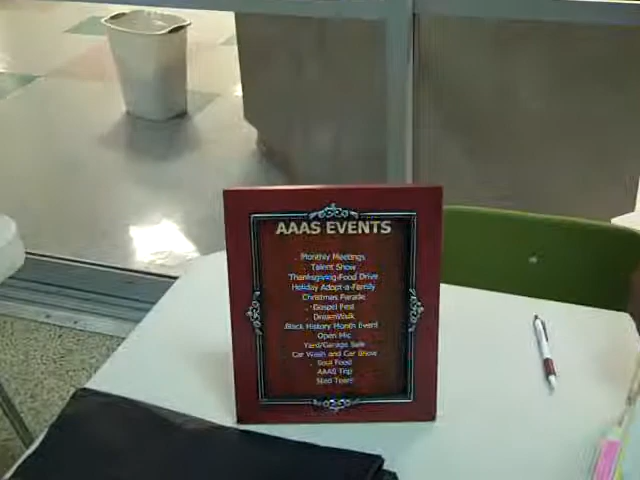 AAAS EVENTS
Monthly Meetings
Talent Show
Thanksgiving Food Drive
Holiday Adopt-a-Family
Christmas Parade
Gospel Fest
DreamWalk
Black History Month Event
Open Mic
Yard/Garage Sale
Car Wash and Car Show
Soul Food
AAAS Trip
Step Team